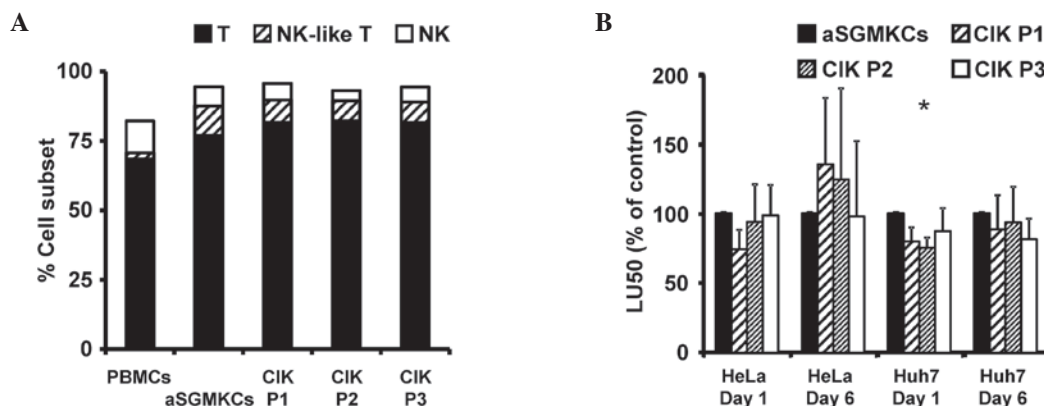 A
T NK-like T NK
100
75
50
25
0
% Cell subset
PBMCs
aSGMKCs
CIK P1
CIK P2
CIK P3
B
aSGMKCs CIK P1
CIK P2 CIK P3
200
150
100
50
0
LU50 (% of control)
*
HeLa Day 1
HeLa Day 6
Huh7 Day 1
Huh7 Day 6